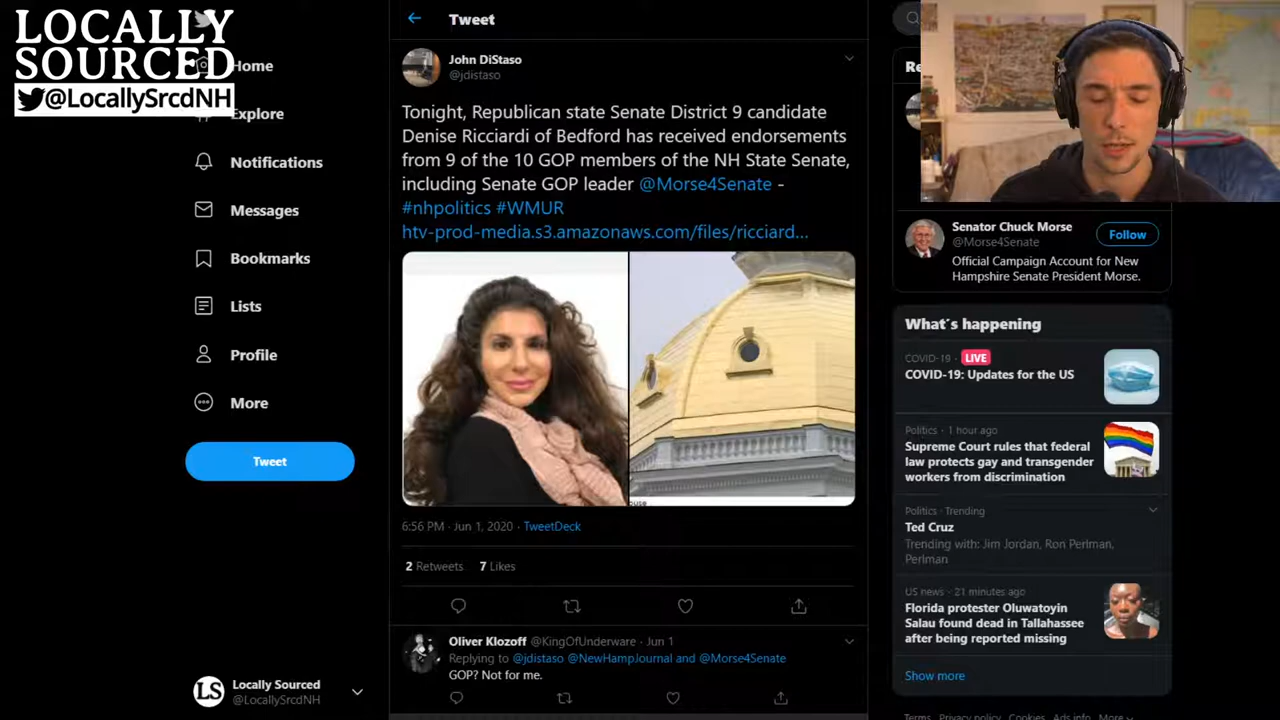 LOCALLY
SOURCED
@LocallySrcdNH
Home
Explore
Notifications
Messages
Bookmarks
Lists
Profile
More
Tweet
Locally Sourced
@LocallySrcdNH
Tweet
John DiStaso
@jdistaso
Tonight, Republican state Senate District 9 candidate
Denise Ricciardi of Bedford has received endorsements
from 9 of the 10 GOP members of the NH State Senate,
including Senate GOP leader @Morse4Senate -
#nhpolitics #WMUR
htv-prod-media.s3.amazonaws.com/files/ricciard...
6:56 PM · Jun 1, 2020 · TweetDeck
2 Retweets 7 Likes
Oliver Klozoff @KingOfUnderware · Jun 1
Replying to @jdistaso @NewHampJournal and @Morse4Senate
GOP? Not for me.
Re
Senator Chuck Morse
@Morse4Senate
Follow
Official Campaign Account for New
Hampshire Senate President Morse.
What's happening
COVID-19 · LIVE
COVID-19: Updates for the US
Politics · 1 hour ago
Supreme Court rules that federal
law protects gay and transgender
workers from discrimination
Politics · Trending
Ted Cruz
Trending with: Jim Jordan, Ron Perlman,
Perlman
US news · 21 minutes ago
Florida protester Oluwatoyin
Salau found dead in Tallahassee
after being reported missing
Show more
Terms Privacy policy Cookies Ads info More